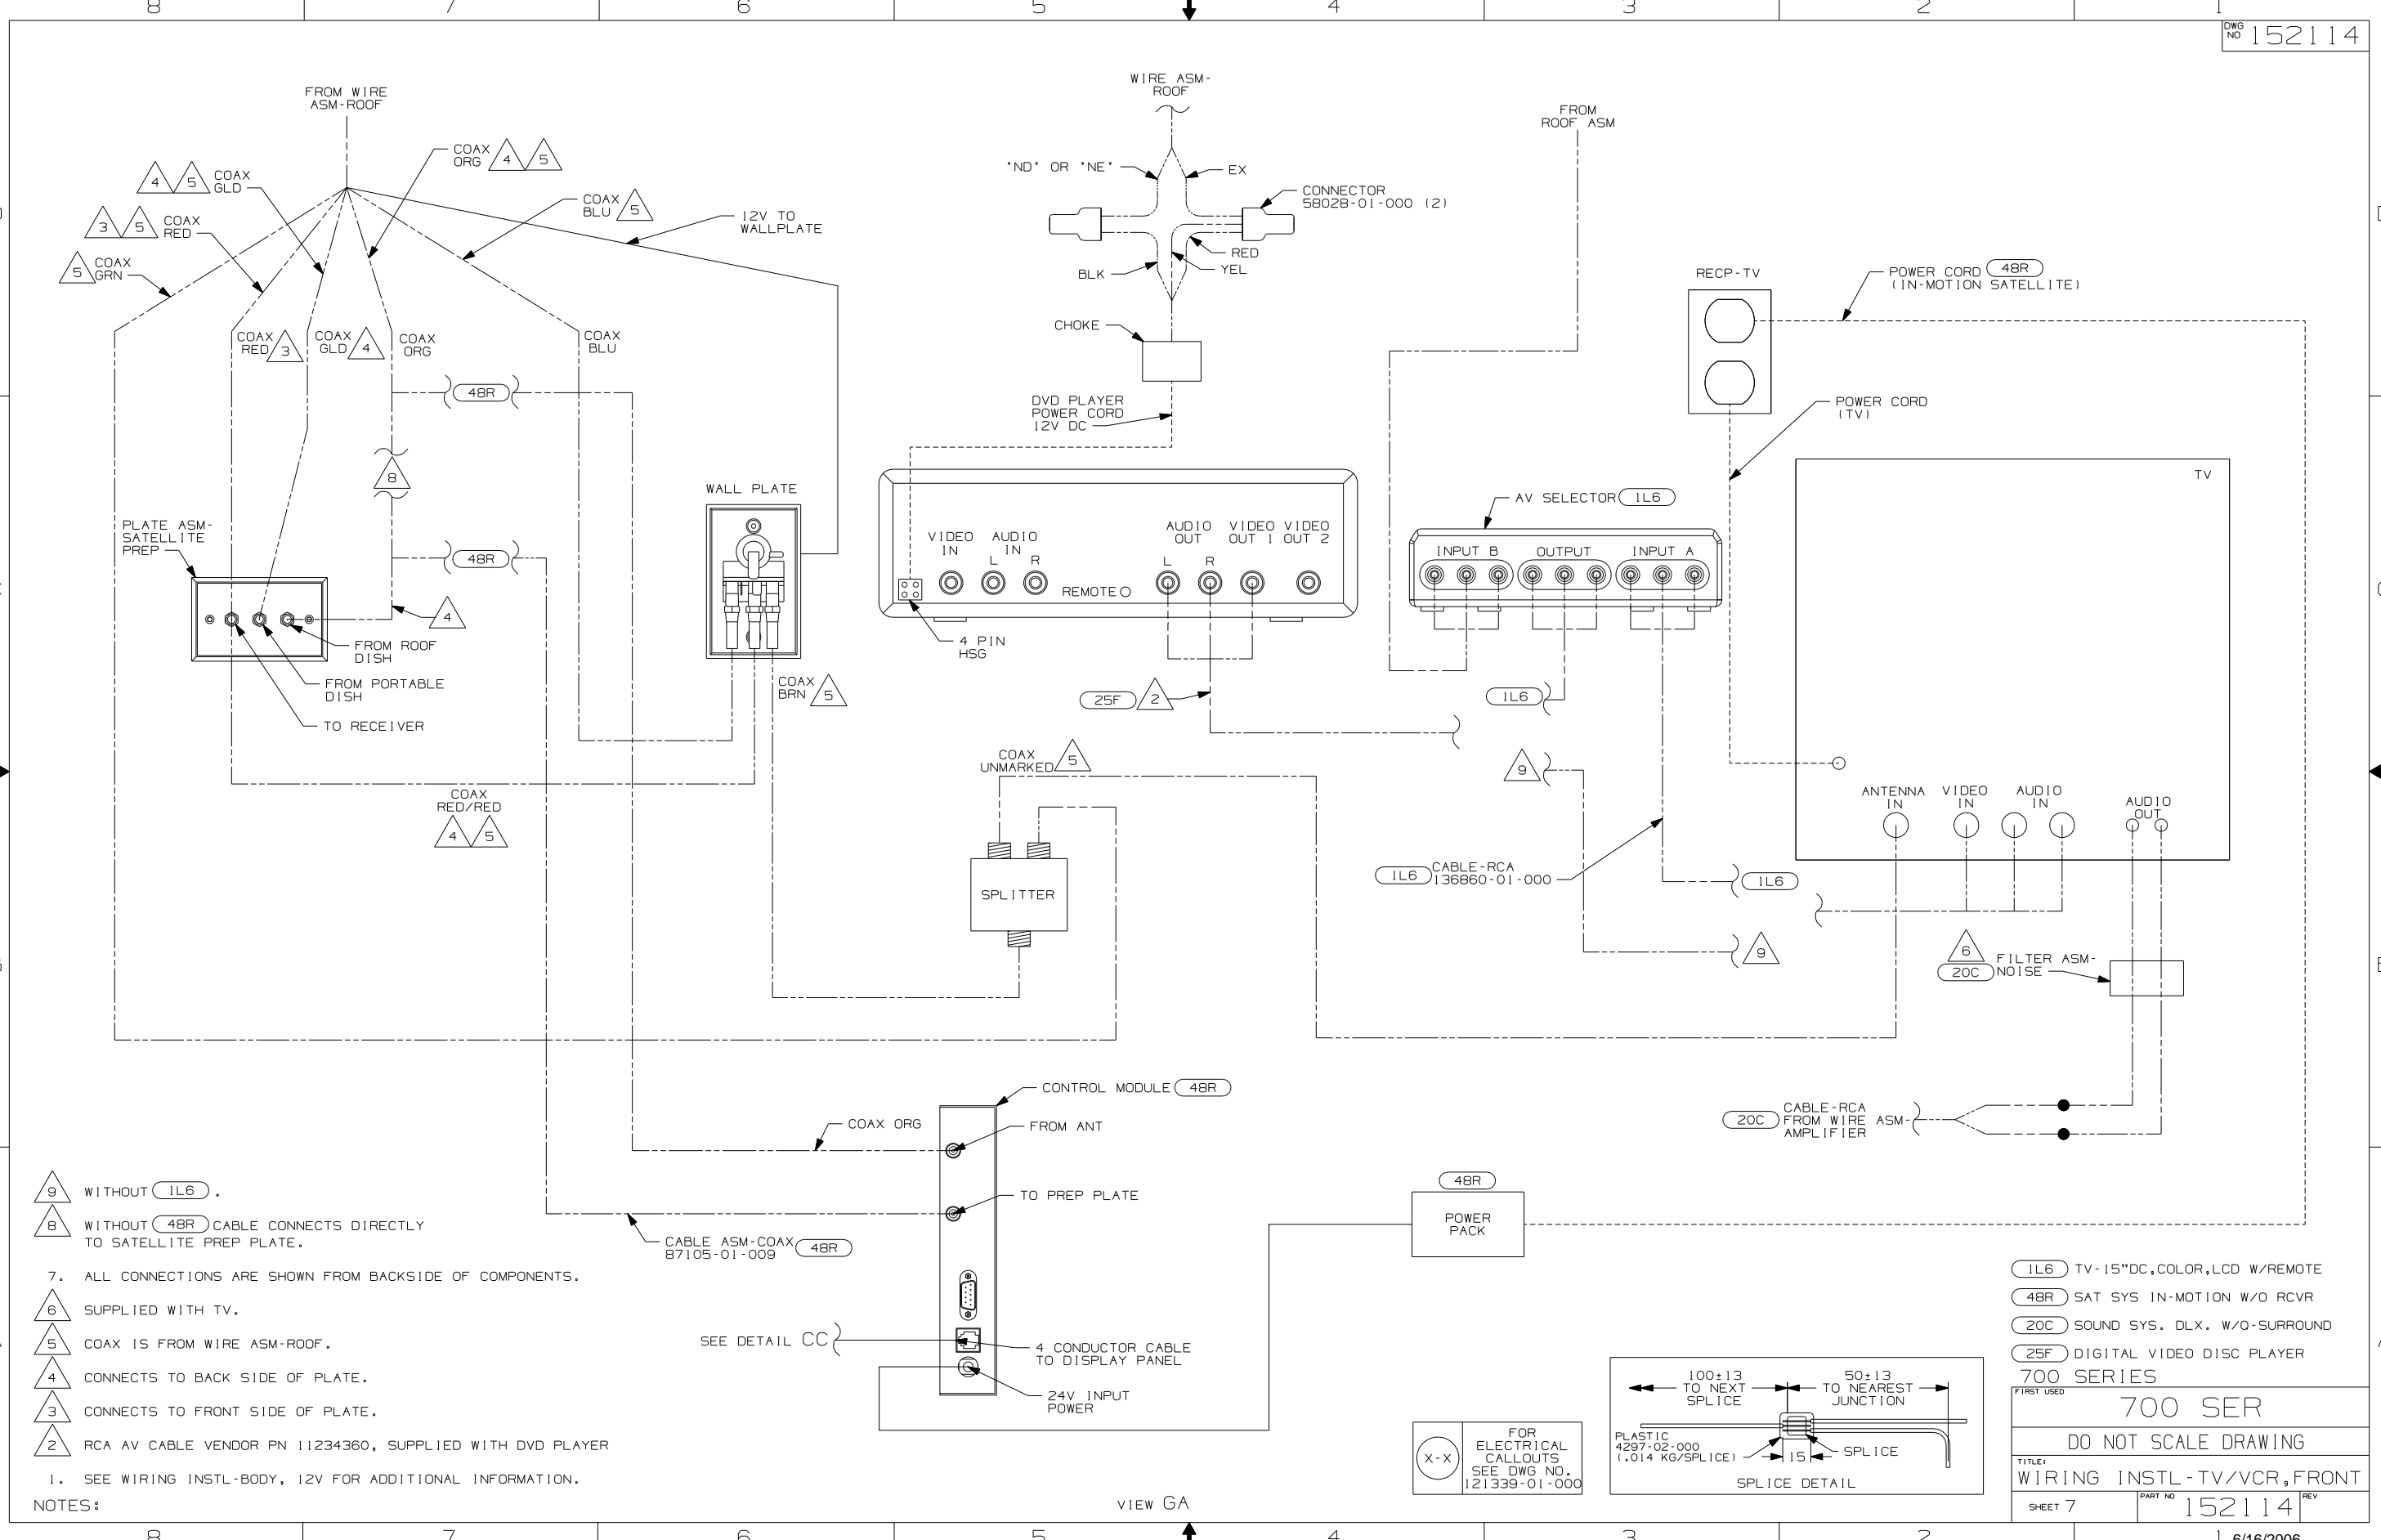 8 7 6 5 4 3 2 1
DWG NO 152114
FROM WIRE
ASM-ROOF
COAX
ORG 4 5
4 5 COAX
GLD
3 5 COAX
RED
5 COAX
GRN
COAX
BLU 5
12V TO
WALLPLATE
COAX
RED 3
COAX
GLD 4
COAX
ORG
COAX
BLU
48R
8
48R
4
PLATE ASM-
SATELLITE
PREP
FROM ROOF
DISH
FROM PORTABLE
DISH
TO RECEIVER
WALL PLATE
COAX
BRN 5
COAX
RED/RED
4 5
WIRE ASM-
ROOF
'ND' OR 'NE'
EX
CONNECTOR
58028-01-000 (2)
RED
YEL
BLK
CHOKE
DVD PLAYER
POWER CORD
12V DC
VIDEO
IN
AUDIO
IN
L R
REMOTE
AUDIO
OUT
L R
VIDEO
OUT 1
VIDEO
OUT 2
4 PIN
HSG
25F 2
FROM
ROOF ASM
RECP-TV
POWER CORD 48R
(IN-MOTION SATELLITE)
POWER CORD
(TV)
AV SELECTOR 1L6
INPUT B OUTPUT INPUT A
1L6
9
1L6 CABLE-RCA
136860-01-000
1L6
9
TV
ANTENNA
IN
VIDEO
IN
AUDIO
IN
AUDIO
OUT
6
20C FILTER ASM-
NOISE
20C CABLE-RCA
FROM WIRE ASM-
AMPLIFIER
COAX
UNMARKED 5
SPLITTER
CONTROL MODULE 48R
COAX ORG
FROM ANT
TO PREP PLATE
CABLE ASM-COAX
87105-01-009 48R
SEE DETAIL CC
4 CONDUCTOR CABLE
TO DISPLAY PANEL
24V INPUT
POWER
48R
POWER
PACK
9 WITHOUT 1L6 .
8 WITHOUT 48R CABLE CONNECTS DIRECTLY
TO SATELLITE PREP PLATE.
7. ALL CONNECTIONS ARE SHOWN FROM BACKSIDE OF COMPONENTS.
6 SUPPLIED WITH TV.
5 COAX IS FROM WIRE ASM-ROOF.
4 CONNECTS TO BACK SIDE OF PLATE.
3 CONNECTS TO FRONT SIDE OF PLATE.
2 RCA AV CABLE VENDOR PN 11234360, SUPPLIED WITH DVD PLAYER
1. SEE WIRING INSTL-BODY, 12V FOR ADDITIONAL INFORMATION.
NOTES:
VIEW GA
X-X
FOR
ELECTRICAL
CALLOUTS
SEE DWG NO.
121339-01-000
100±13
TO NEXT
SPLICE
50±13
TO NEAREST
JUNCTION
PLASTIC
4297-02-000
(.014 KG/SPLICE)
15
SPLICE
SPLICE DETAIL
1L6 TV-15"DC,COLOR,LCD W/REMOTE
48R SAT SYS IN-MOTION W/O RCVR
20C SOUND SYS. DLX. W/Q-SURROUND
25F DIGITAL VIDEO DISC PLAYER
700 SERIES
FIRST USED
700 SER
DO NOT SCALE DRAWING
TITLE:
WIRING INSTL-TV/VCR,FRONT
SHEET 7 PART NO 152114 REV
8 7 6 5 4 3 2 1
6/16/2006